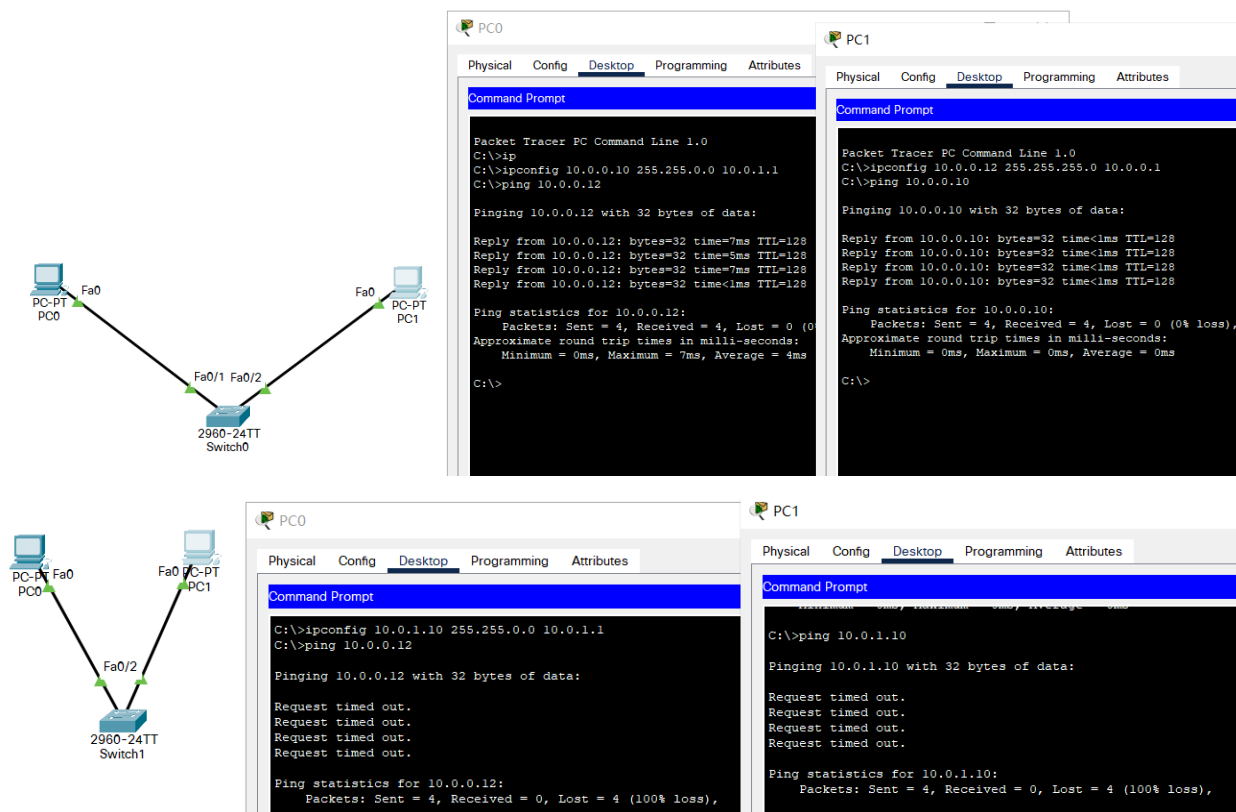 PC0
Physical Config Desktop Programming Attributes
Command Prompt
Packet Tracer PC Command Line 1.0
C:\>ip
C:\>ipconfig 10.0.0.10 255.255.0.0 10.0.1.1
C:\>ping 10.0.0.12
Pinging 10.0.0.12 with 32 bytes of data:
Reply from 10.0.0.12: bytes=32 time=7ms TTL=128
Reply from 10.0.0.12: bytes=32 time=5ms TTL=128
Reply from 10.0.0.12: bytes=32 time=7ms TTL=128
Reply from 10.0.0.12: bytes=32 time<1ms TTL=128
Ping statistics for 10.0.0.12:
Packets: Sent = 4, Received = 4, Lost = 0 (0
Approximate round trip times in milli-seconds:
Minimum = 0ms, Maximum = 7ms, Average = 4ms
C:\>
PC1
Physical Config Desktop Programming Attributes
Command Prompt
Packet Tracer PC Command Line 1.0
C:\>ipconfig 10.0.0.12 255.255.255.0 10.0.0.1
C:\>ping 10.0.0.10
Pinging 10.0.0.10 with 32 bytes of data:
Reply from 10.0.0.10: bytes=32 time<1ms TTL=128
Reply from 10.0.0.10: bytes=32 time<1ms TTL=128
Reply from 10.0.0.10: bytes=32 time<1ms TTL=128
Reply from 10.0.0.10: bytes=32 time<1ms TTL=128
Ping statistics for 10.0.0.10:
Packets: Sent = 4, Received = 4, Lost = 0 (0% loss),
Approximate round trip times in milli-seconds:
Minimum = 0ms, Maximum = 0ms, Average = 0ms
C:\>
Fa0
PC-PT
PC0
Fa0
PC-PT
PC1
Fa0/1 Fa0/2
2960-24TT
Switch0
PC0
Physical Config Desktop Programming Attributes
Command Prompt
C:\>ipconfig 10.0.1.10 255.255.0.0 10.0.1.1
C:\>ping 10.0.0.12
Pinging 10.0.0.12 with 32 bytes of data:
Request timed out.
Request timed out.
Request timed out.
Request timed out.
Ping statistics for 10.0.0.12:
Packets: Sent = 4, Received = 0, Lost = 4 (100% loss),
PC1
Physical Config Desktop Programming Attributes
Command Prompt
C:\>ping 10.0.1.10
Pinging 10.0.1.10 with 32 bytes of data:
Request timed out.
Request timed out.
Request timed out.
Request timed out.
Ping statistics for 10.0.1.10:
Packets: Sent = 4, Received = 0, Lost = 4 (100% loss),
PC-PT Fa0
PC0
Fa0 PC-PT
PC1
Fa0/2
2960-24TT
Switch1